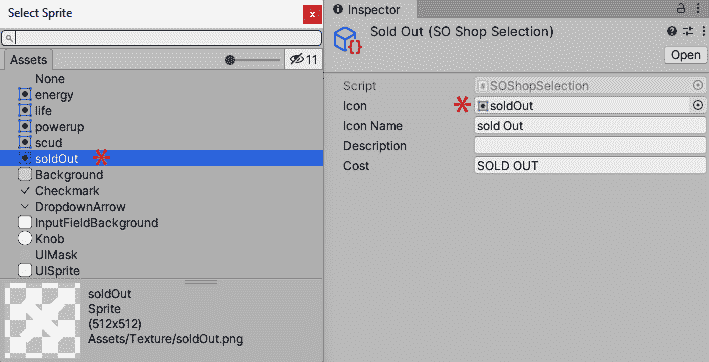 Select Sprite
x
Assets
11
None
energy
life
powerup
scud
soldOut
Background
Checkmark
DropdownArrow
InputFieldBackground
Knob
UIMask
UISprite
soldOut
Sprite
(512x512)
Assets/Texture/soldOut.png
Inspector
Sold Out (SO Shop Selection)
Open
Script
SOShopSelection
Icon
soldOut
Icon Name
sold Out
Description
Cost
SOLD OUT